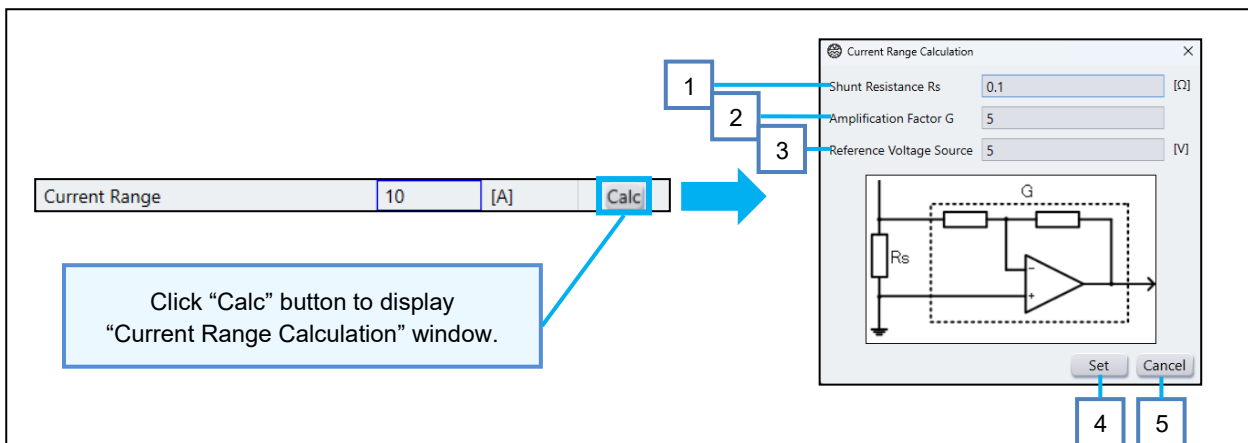 Current Range 10 [A] Calc
Click “Calc” button to display
“Current Range Calculation” window.
Current Range Calculation
1 Shunt Resistance Rs 0.1 [Ω]
2 Amplification Factor G 5
3 Reference Voltage Source 5 [V]
G
Rs
-
+
Set Cancel
4 5